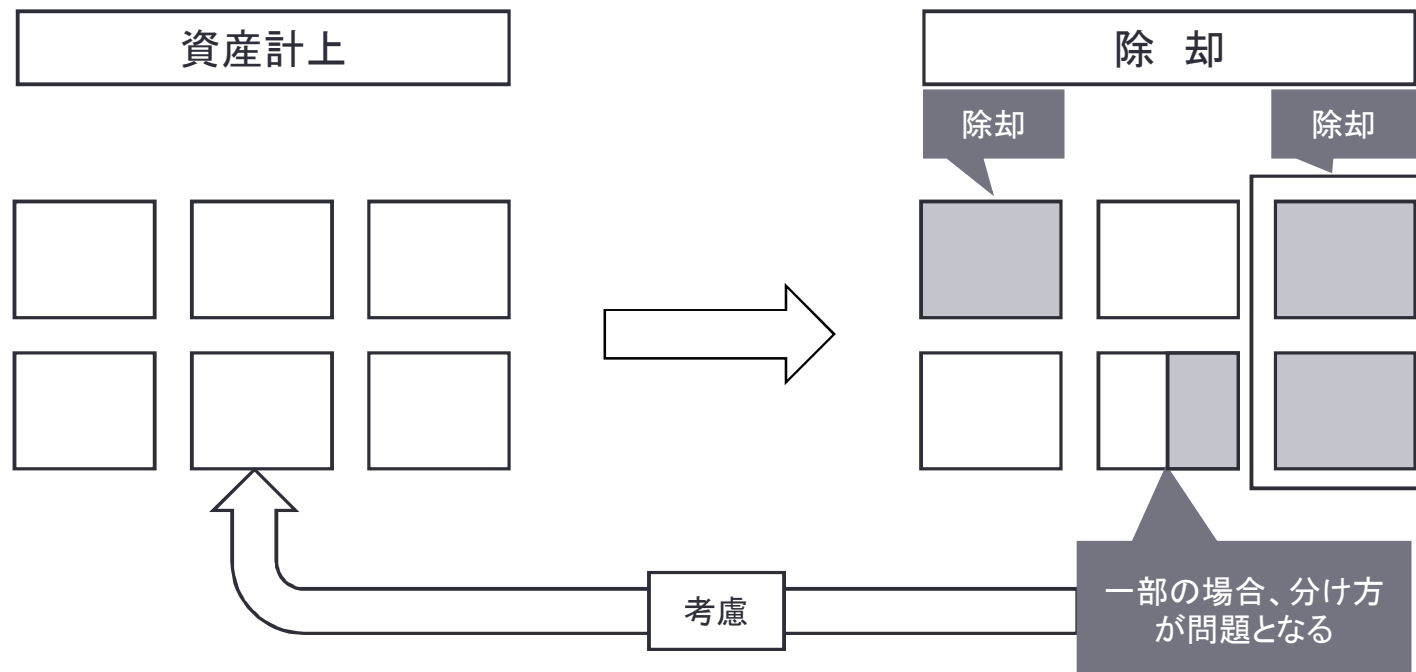 資産計上
除 却
除却
除却
考慮
一部の場合、分け方
が問題となる